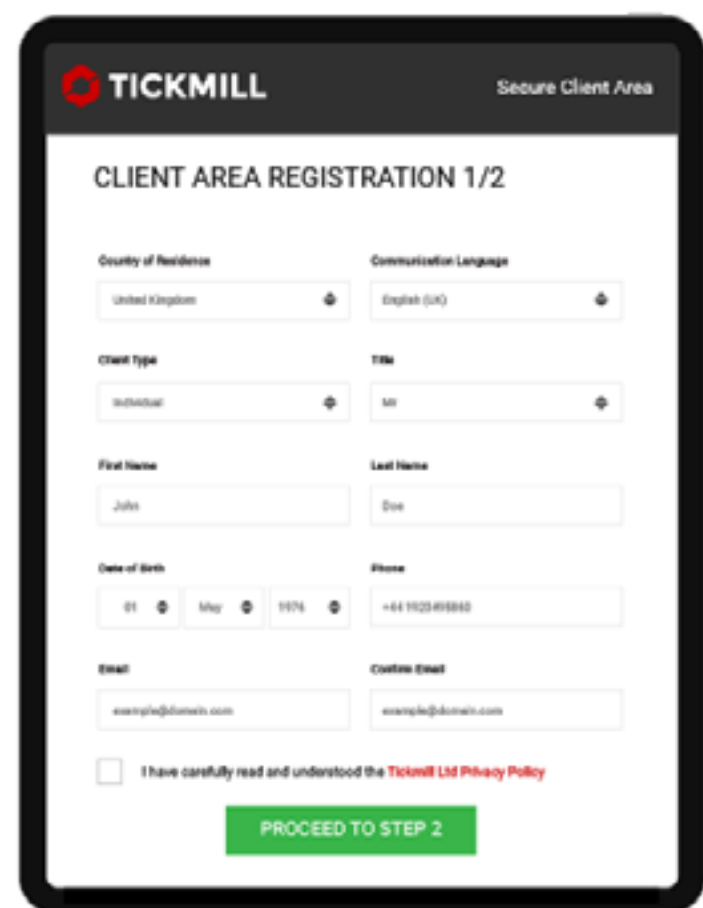 TICKMILL
Secure Client Area
CLIENT AREA REGISTRATION 1/2
Country of Residence Communication Language
United Kingdom English (UK)
Client Type Title
Individual Mr
First Name Last Name
John Doe
Date of Birth Phone
01 May 1976 +44 1923495860
Email Confirm Email
example@domain.com example@domain.com
I have carefully read and understood the Tickmill Ltd Privacy Policy
PROCEED TO STEP 2